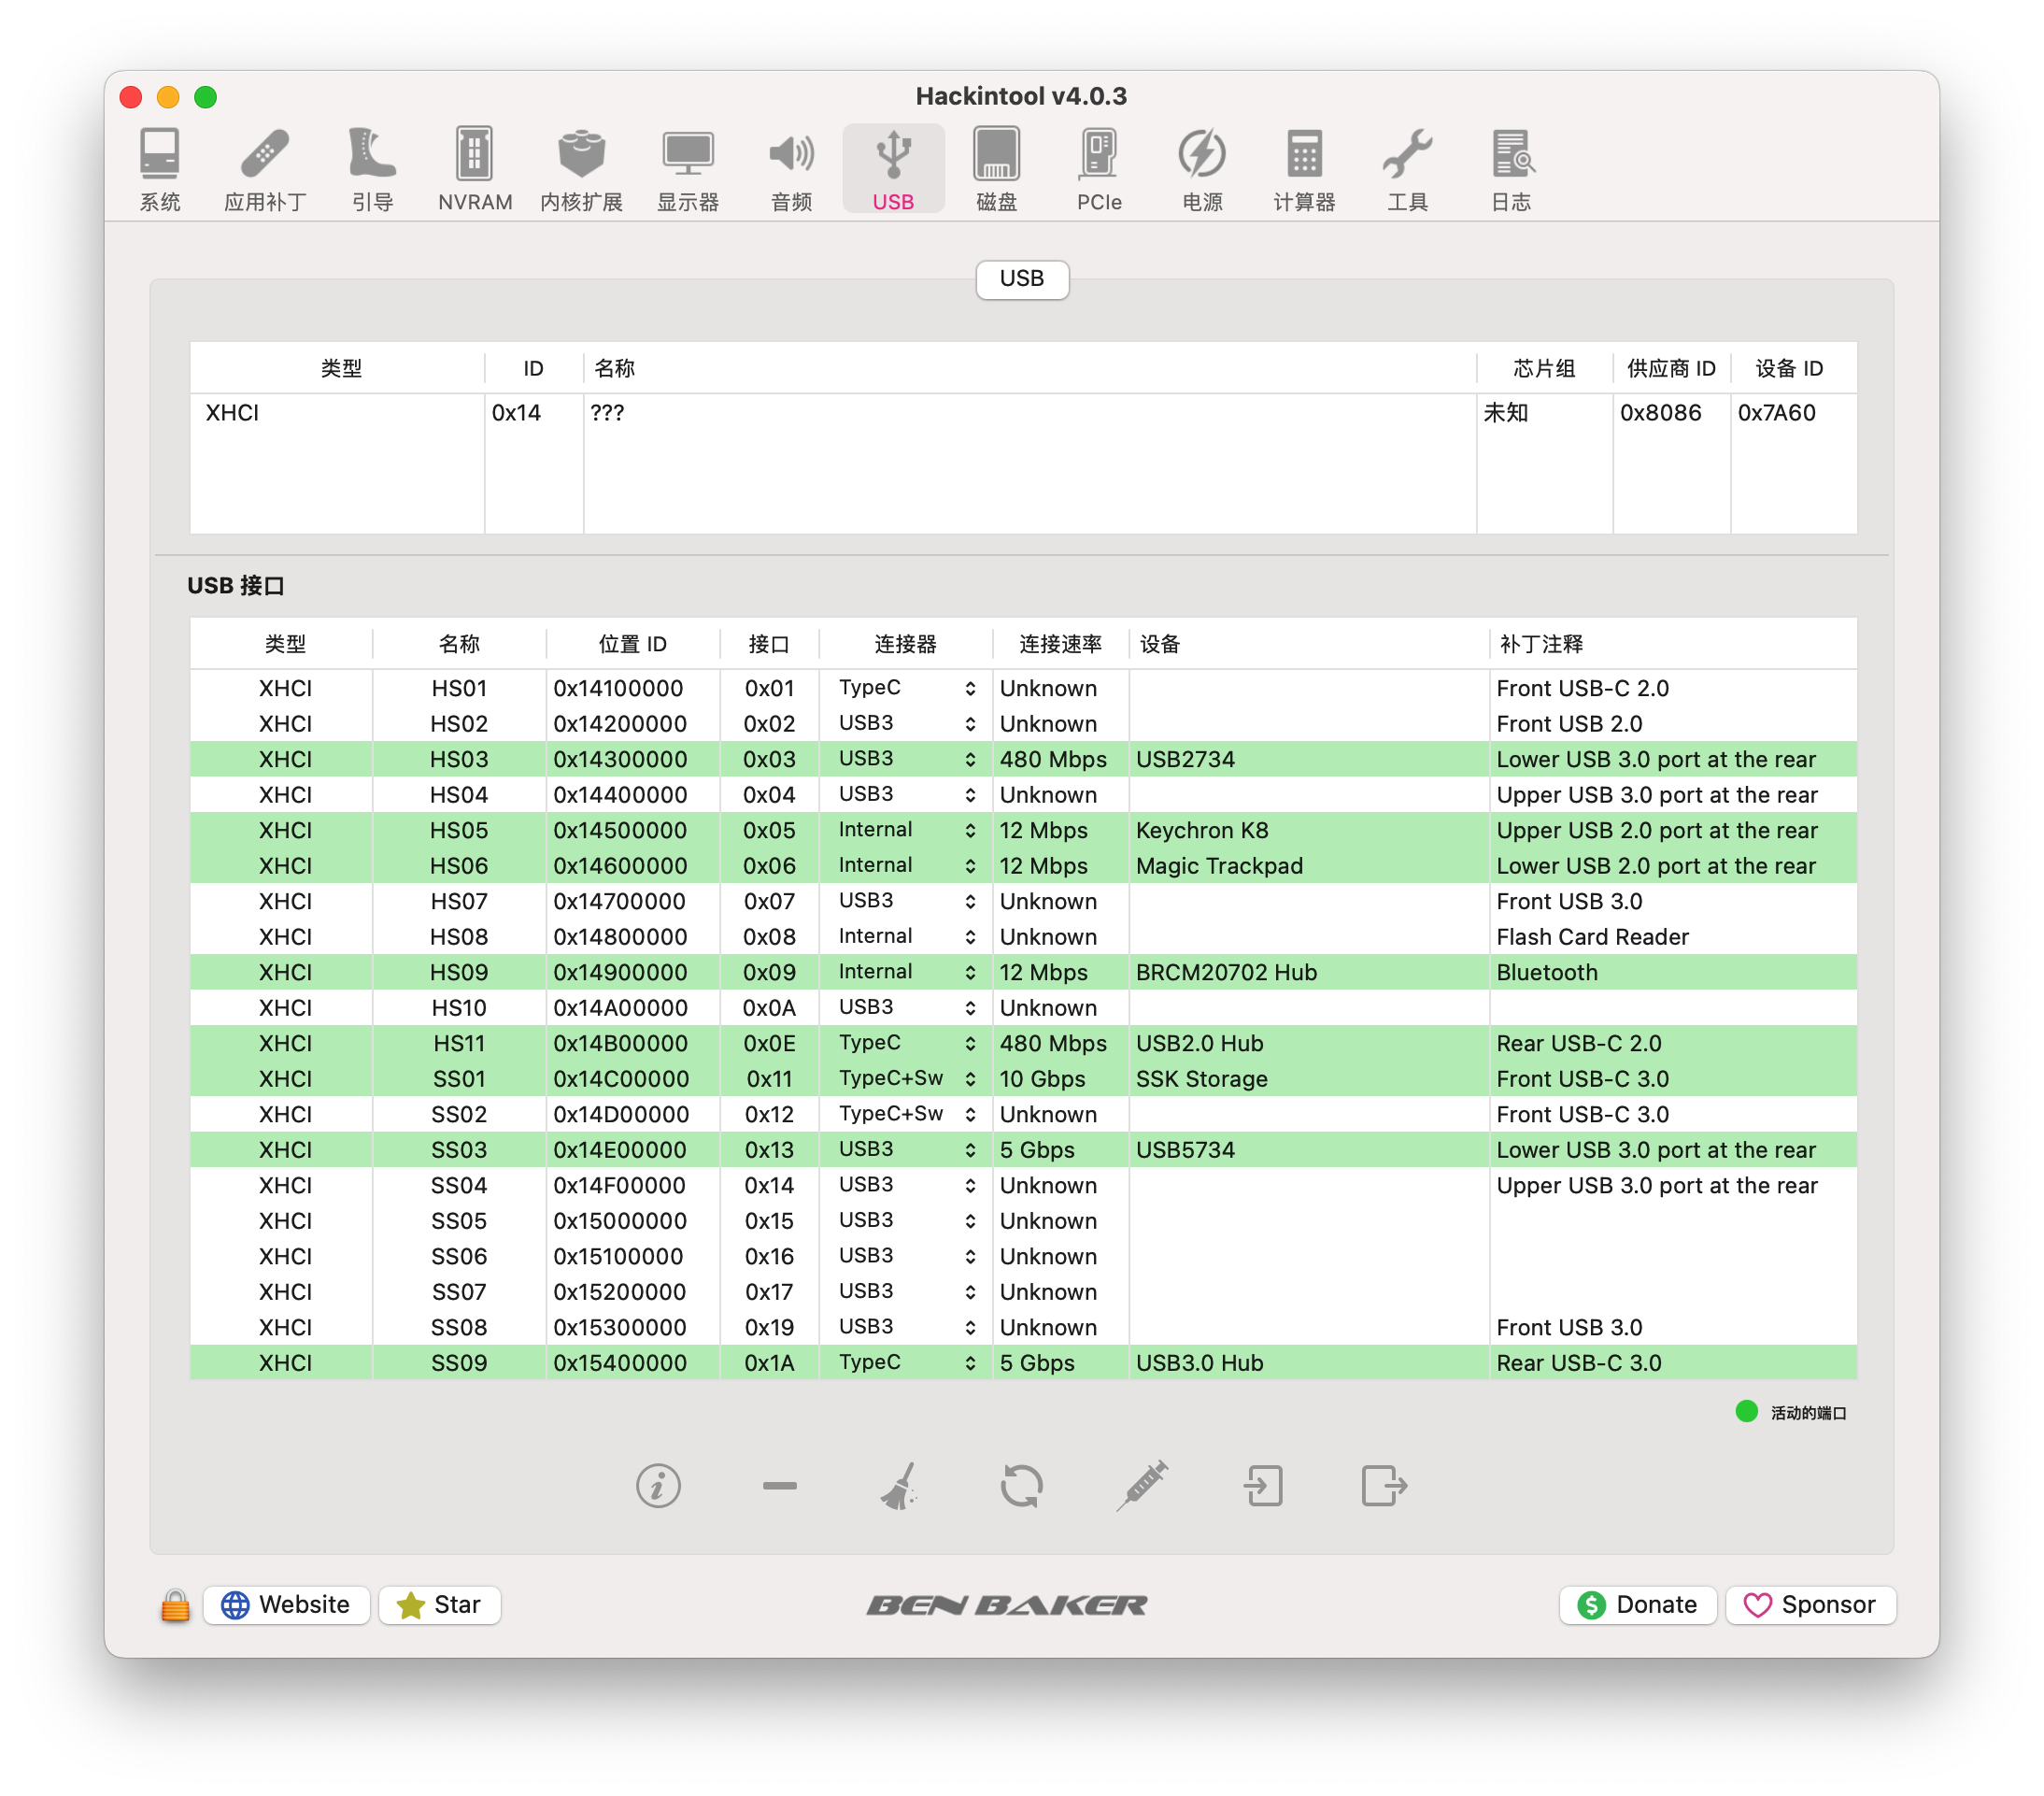 Hackintool v4.0.3
系统 应用补丁 引导 NVRAM 内核扩展 显示器 音频 USB 磁盘 PCIe 电源 计算器 工具 日志
USB
类型 ID 名称 芯片组 供应商 ID 设备 ID
XHCI 0x14 ??? 未知 0x8086 0x7A60
USB 接口
类型 名称 位置 ID 接口 连接器 连接速率 设备 补丁注释
XHCI HS01 0x14100000 0x01 TypeC Unknown Front USB-C 2.0
XHCI HS02 0x14200000 0x02 USB3 Unknown Front USB 2.0
XHCI HS03 0x14300000 0x03 USB3 480 Mbps USB2734 Lower USB 3.0 port at the rear
XHCI HS04 0x14400000 0x04 USB3 Unknown Upper USB 3.0 port at the rear
XHCI HS05 0x14500000 0x05 Internal 12 Mbps Keychron K8 Upper USB 2.0 port at the rear
XHCI HS06 0x14600000 0x06 Internal 12 Mbps Magic Trackpad Lower USB 2.0 port at the rear
XHCI HS07 0x14700000 0x07 USB3 Unknown Front USB 3.0
XHCI HS08 0x14800000 0x08 Internal Unknown Flash Card Reader
XHCI HS09 0x14900000 0x09 Internal 12 Mbps BRCM20702 Hub Bluetooth
XHCI HS10 0x14A00000 0x0A USB3 Unknown
XHCI HS11 0x14B00000 0x0E TypeC 480 Mbps USB2.0 Hub Rear USB-C 2.0
XHCI SS01 0x14C00000 0x11 TypeC+Sw 10 Gbps SSK Storage Front USB-C 3.0
XHCI SS02 0x14D00000 0x12 TypeC+Sw Unknown Front USB-C 3.0
XHCI SS03 0x14E00000 0x13 USB3 5 Gbps USB5734 Lower USB 3.0 port at the rear
XHCI SS04 0x14F00000 0x14 USB3 Unknown Upper USB 3.0 port at the rear
XHCI SS05 0x15000000 0x15 USB3 Unknown
XHCI SS06 0x15100000 0x16 USB3 Unknown
XHCI SS07 0x15200000 0x17 USB3 Unknown
XHCI SS08 0x15300000 0x19 USB3 Unknown Front USB 3.0
XHCI SS09 0x15400000 0x1A TypeC 5 Gbps USB3.0 Hub Rear USB-C 3.0
活动的端口
Website Star BEN BAKER Donate Sponsor